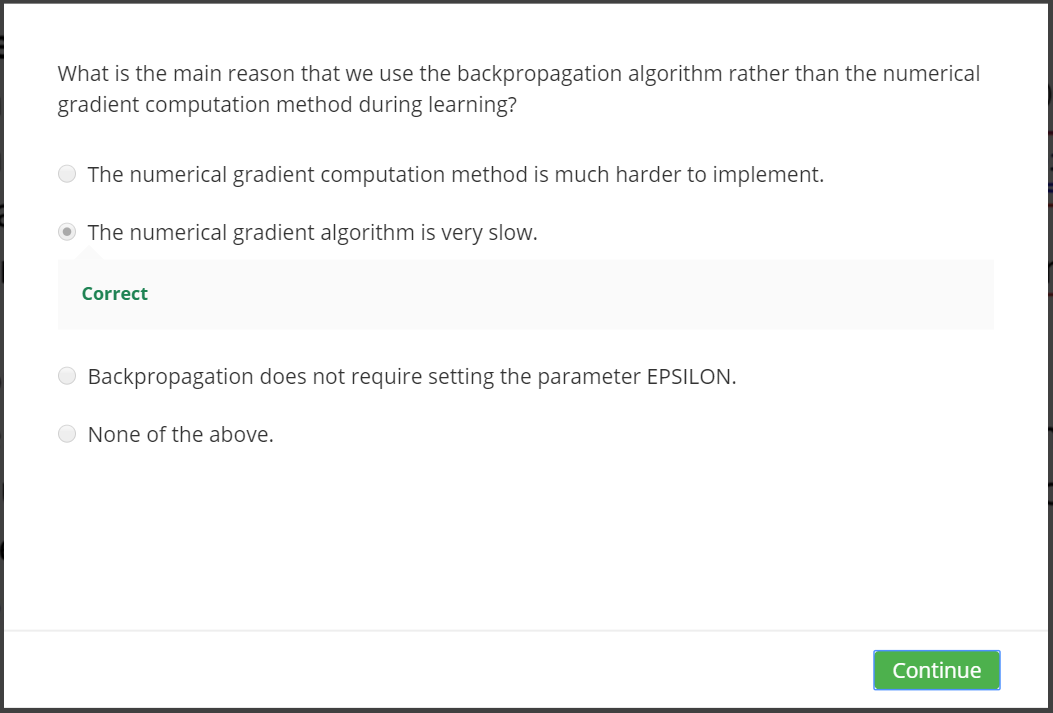 What is the main reason that we use the backpropagation algorithm rather than the numerical
gradient computation method during learning?
The numerical gradient computation method is much harder to implement.
The numerical gradient algorithm is very slow.
Correct
Backpropagation does not require setting the parameter EPSILON.
None of the above.
Continue